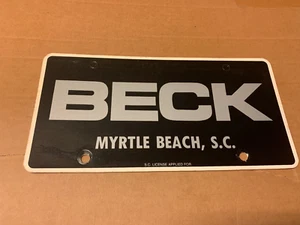 BECK
MYRTLE BEACH, S.C.
S.C. LICENSE APPLIED FOR